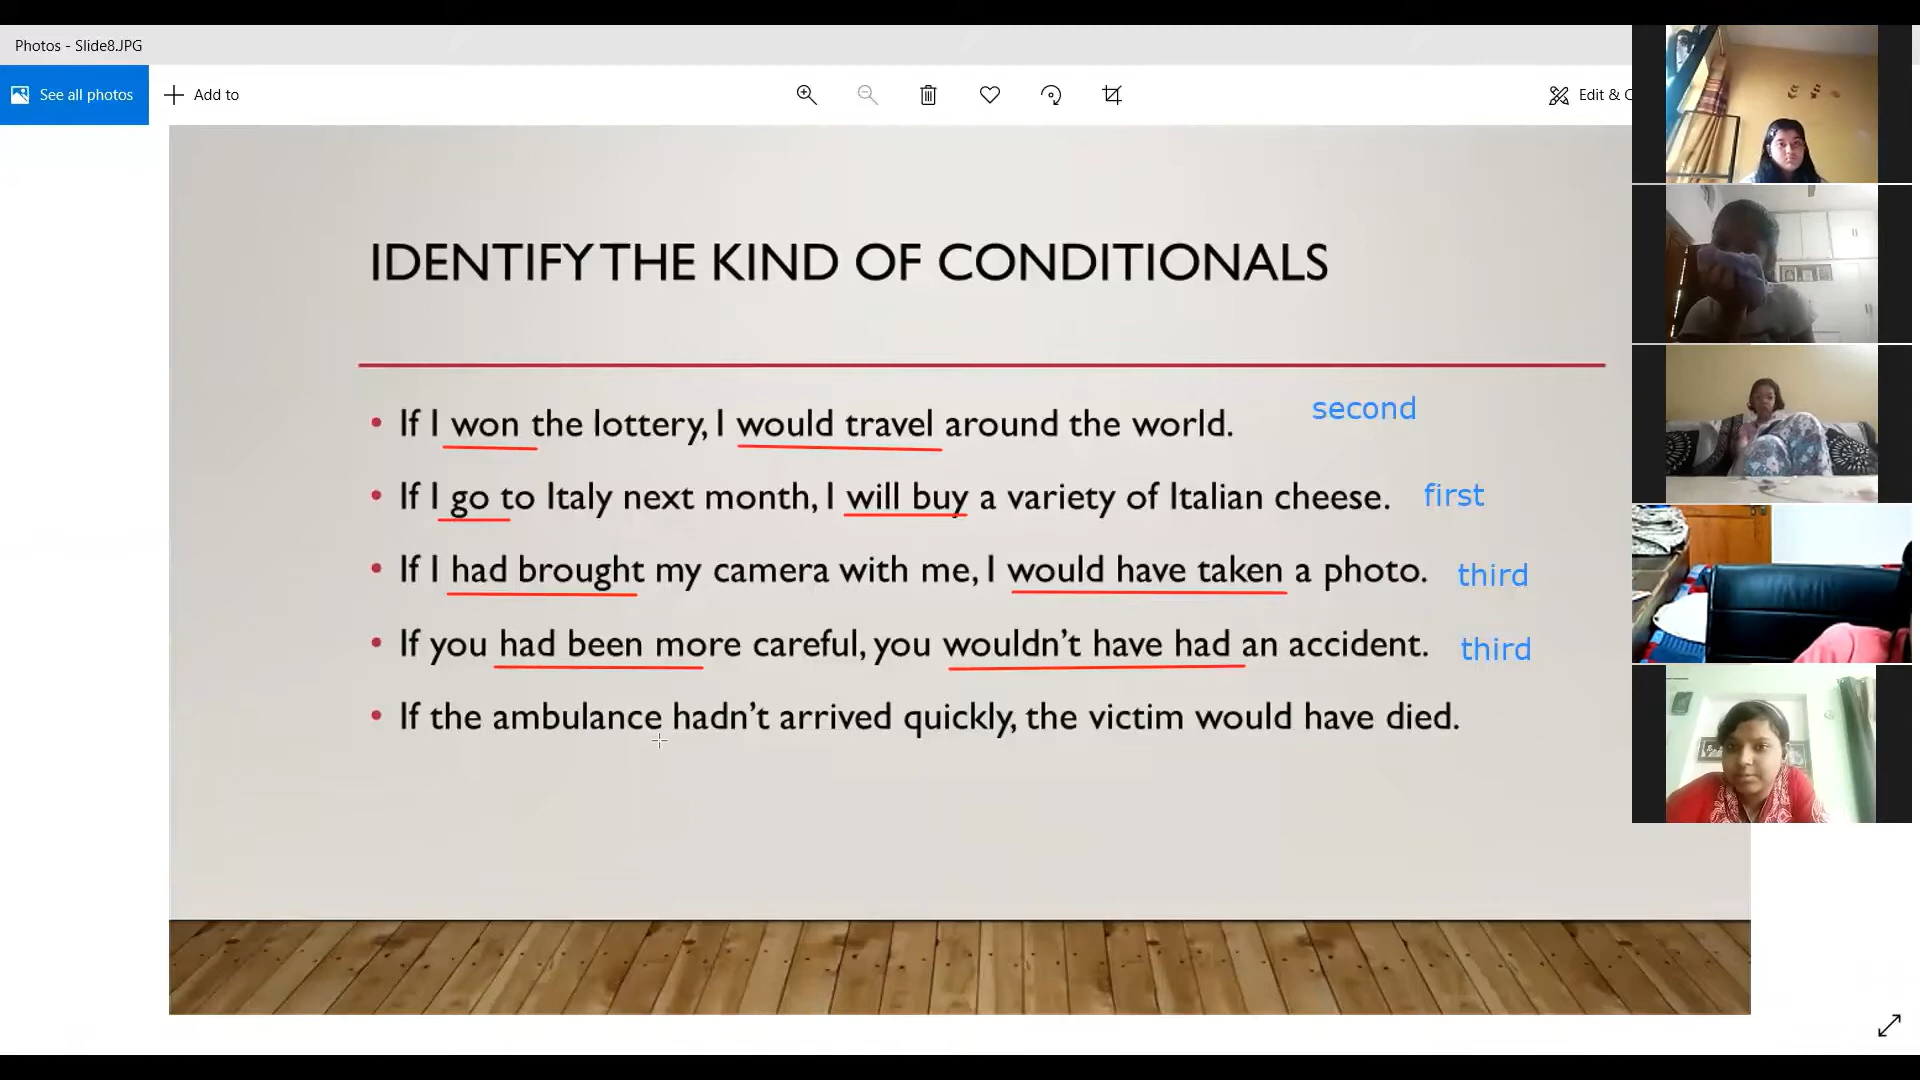 Photos - Slide8.JPG
See all photos
Add to
Edit & C
IDENTIFY THE KIND OF CONDITIONALS
• If I won the lottery, I would travel around the world. second
• If I go to Italy next month, I will buy a variety of Italian cheese. first
• If I had brought my camera with me, I would have taken a photo. third
• If you had been more careful, you wouldn't have had an accident. third
• If the ambulance hadn't arrived quickly, the victim would have died.